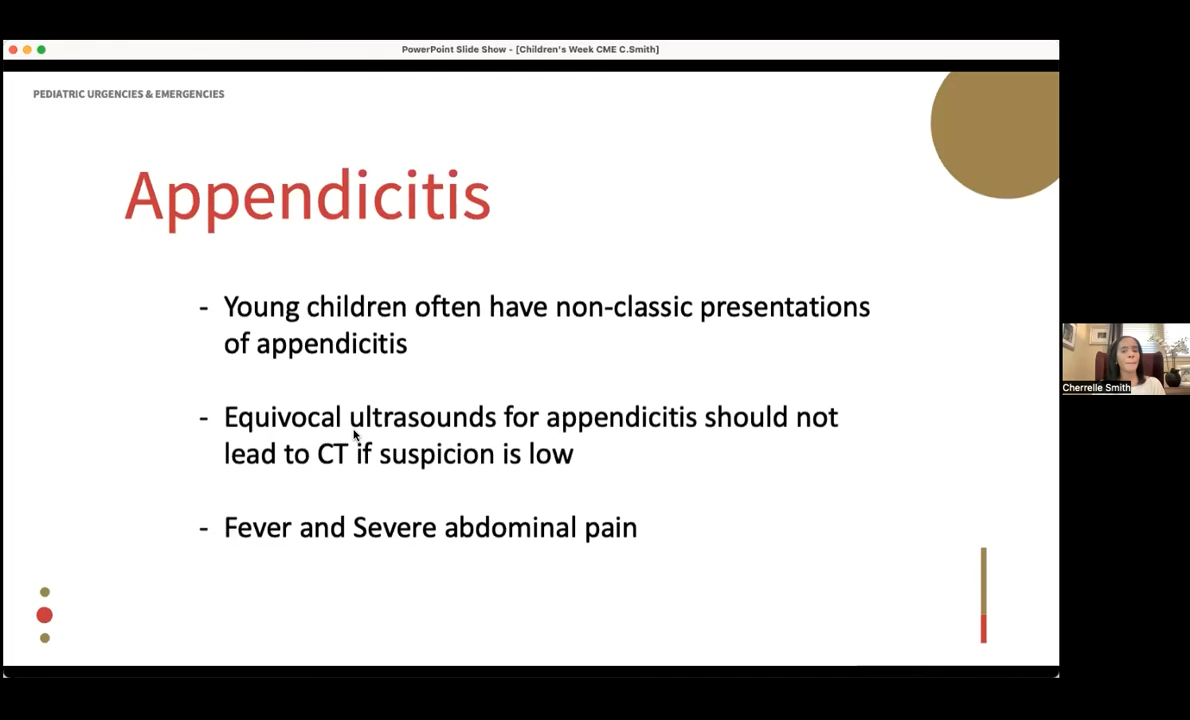 PowerPoint Slide Show - [Children's Week CME C.Smith]
PEDIATRIC URGENCIES & EMERGENCIES
Appendicitis
- Young children often have non-classic presentations
of appendicitis
- Equivocal ultrasounds for appendicitis should not
lead to CT if suspicion is low
- Fever and Severe abdominal pain
Cherrelle Smith